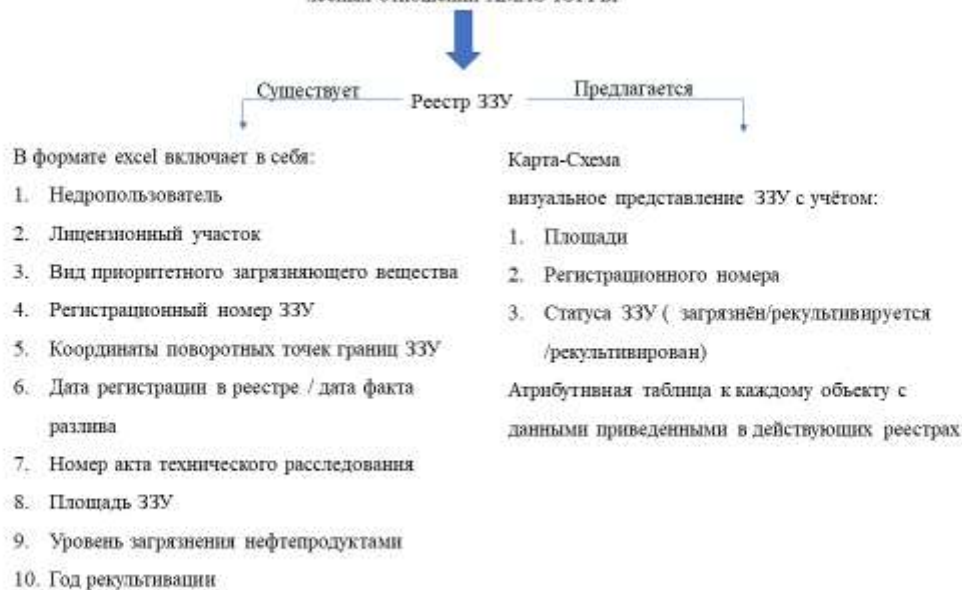 Существует
Реестр ЗЗУ
Предлагается
В формате excel включает в себя:
1. Недропользователь
2. Лицензионный участок
3. Вид приоритетного загрязняющего вещества
4. Регистрационный номер ЗЗУ
5. Координаты поворотных точек границ ЗЗУ
6. Дата регистрации в реестре / дата факта
разлива
7. Номер акта технического расследования
8. Площадь ЗЗУ
9. Уровень загрязнения нефтепродуктами
10. Год рекультивации
Карта-Схема
визуальное представление ЗЗУ с учётом:
1. Площади
2. Регистрационного номера
3. Статуса ЗЗУ ( загрязнён/рекультивируется
/рекультивирован)
Атрибутивная таблица к каждому объекту с
данными приведенными в действующих реестрах